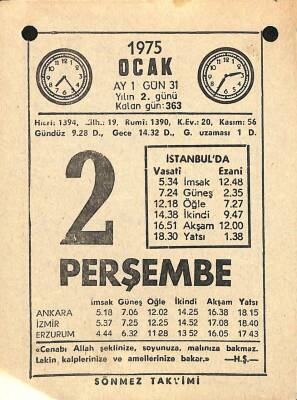 1975
OCAK
AY 1 GUN 31
Yılın 2. günü
Kalan gün: 363
Hicri: 1394, Zilh.: 19, Rumî: 1390, K.Ev.: 20, Kasım: 56
Gündüz 9.28 D., Gece 14.32 D., G. uzaması 1 D.
2
İSTANBUL'DA
Vasatî Ezani
5.34 İmsak 12.48
7.24 Güneş 2.35
12.18 Öğle 7.27
14.38 İkindi 9.47
16.51 Akşam 12.00
18.30 Yatsı 1.38
PERŞEMBE
imsak Güneş Öğle İkindi Akşam Yatsı
ANKARA 5.18 7.06 12.02 14.25 16.38 18.15
İZMİR 5.37 7.25 12.25 14.52 17.08 18.40
ERZURUM 4.44 6.32 11.28 13.52 16.05 17.43
«Cenabı Allah şeklinize, soyunuza, malınıza bakmaz.
Lekin kalplerinize ve amellerinize bakar.» —H.Ş.—
SÖNMEZ TAKVİMİ